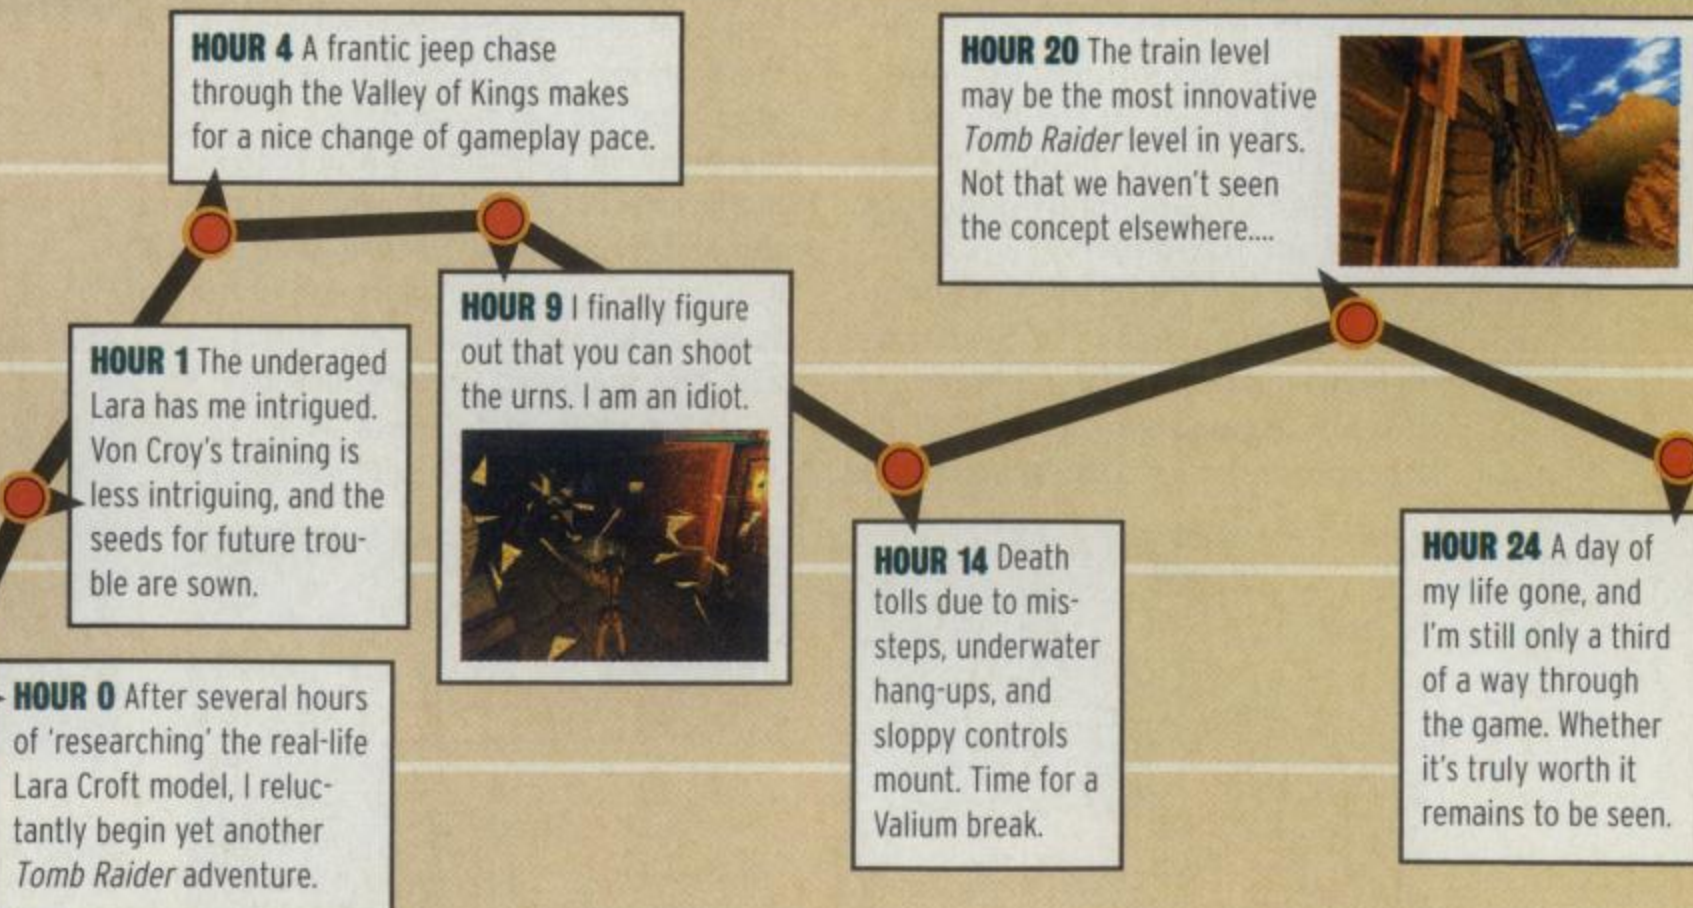 HOUR 4 A frantic jeep chase
through the Valley of Kings makes
for a nice change of gameplay pace.
HOUR 20 The train level
may be the most innovative
Tomb Raider level in years.
Not that we haven't seen
the concept elsewhere....
HOUR 9 I finally figure
out that you can shoot
the urns. I am an idiot.
HOUR 1 The underaged
Lara has me intrigued.
Von Croy's training is
less intriguing, and the
seeds for future trou-
ble are sown.
HOUR 14 Death
tolls due to mis-
steps, underwater
hang-ups, and
sloppy controls
mount. Time for a
Valium break.
HOUR 24 A day of
my life gone, and
I'm still only a third
of a way through
the game. Whether
it's truly worth it
remains to be seen.
HOUR 0 After several hours
of 'researching' the real-life
Lara Croft model, I reluc-
tantly begin yet another
Tomb Raider adventure.